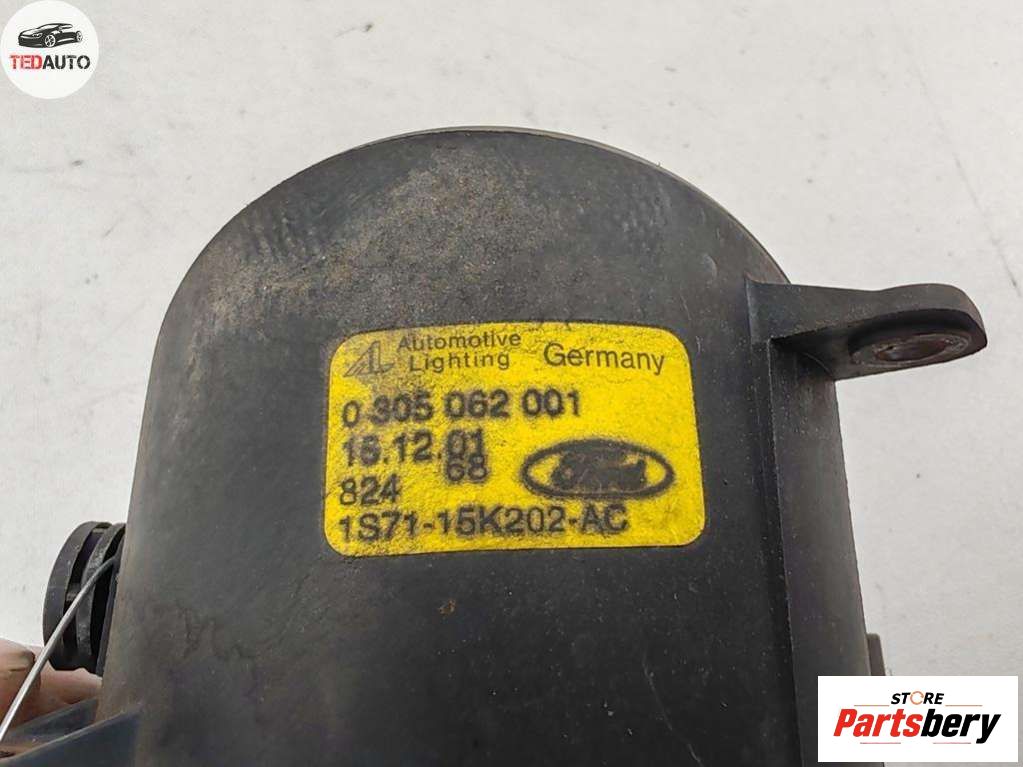 TEDAUTO
AL Automotive Lighting Germany
0 305 062 001
15.12.01
824 68 Ford
1S71-15K202-AC
STORE
Partsbery